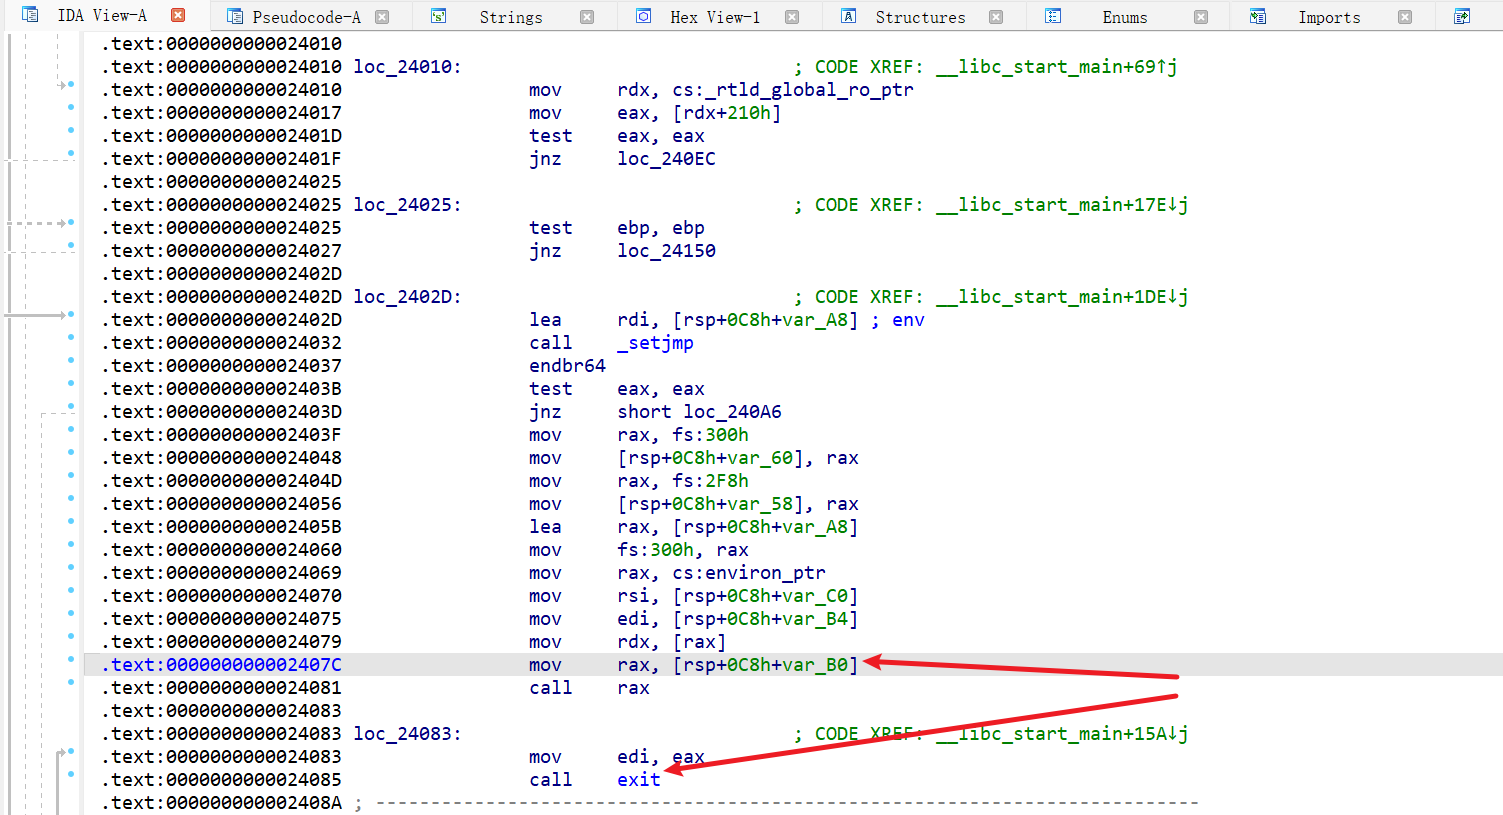 IDA View-A Pseudocode-A Strings Hex View-1 Structures Enums Imports
.text:0000000000024010
.text:0000000000024010 loc_24010: ; CODE XREF: __libc_start_main+69↑j
.text:0000000000024010 mov rdx, cs:_rtld_global_ro_ptr
.text:0000000000024017 mov eax, [rdx+210h]
.text:000000000002401D test eax, eax
.text:000000000002401F jnz loc_240EC
.text:0000000000024025
.text:0000000000024025 loc_24025: ; CODE XREF: __libc_start_main+17E↓j
.text:0000000000024025 test ebp, ebp
.text:0000000000024027 jnz loc_24150
.text:000000000002402D
.text:000000000002402D loc_2402D: ; CODE XREF: __libc_start_main+1DE↓j
.text:000000000002402D lea rdi, [rsp+0C8h+var_A8] ; env
.text:0000000000024032 call _setjmp
.text:0000000000024037 endbr64
.text:000000000002403B test eax, eax
.text:000000000002403D jnz short loc_240A6
.text:000000000002403F mov rax, fs:300h
.text:0000000000024048 mov [rsp+0C8h+var_60], rax
.text:000000000002404D mov rax, fs:2F8h
.text:0000000000024056 mov [rsp+0C8h+var_58], rax
.text:000000000002405B lea rax, [rsp+0C8h+var_A8]
.text:0000000000024060 mov fs:300h, rax
.text:0000000000024069 mov rax, cs:environ_ptr
.text:0000000000024070 mov rsi, [rsp+0C8h+var_C0]
.text:0000000000024075 mov edi, [rsp+0C8h+var_B4]
.text:0000000000024079 mov rdx, [rax]
.text:000000000002407C mov rax, [rsp+0C8h+var_B0]
.text:0000000000024081 call rax
.text:0000000000024083
.text:0000000000024083 loc_24083: ; CODE XREF: __libc_start_main+15A↓j
.text:0000000000024083 mov edi, eax
.text:0000000000024085 call exit
.text:000000000002408A ; ---------------------------------------------------------------------------